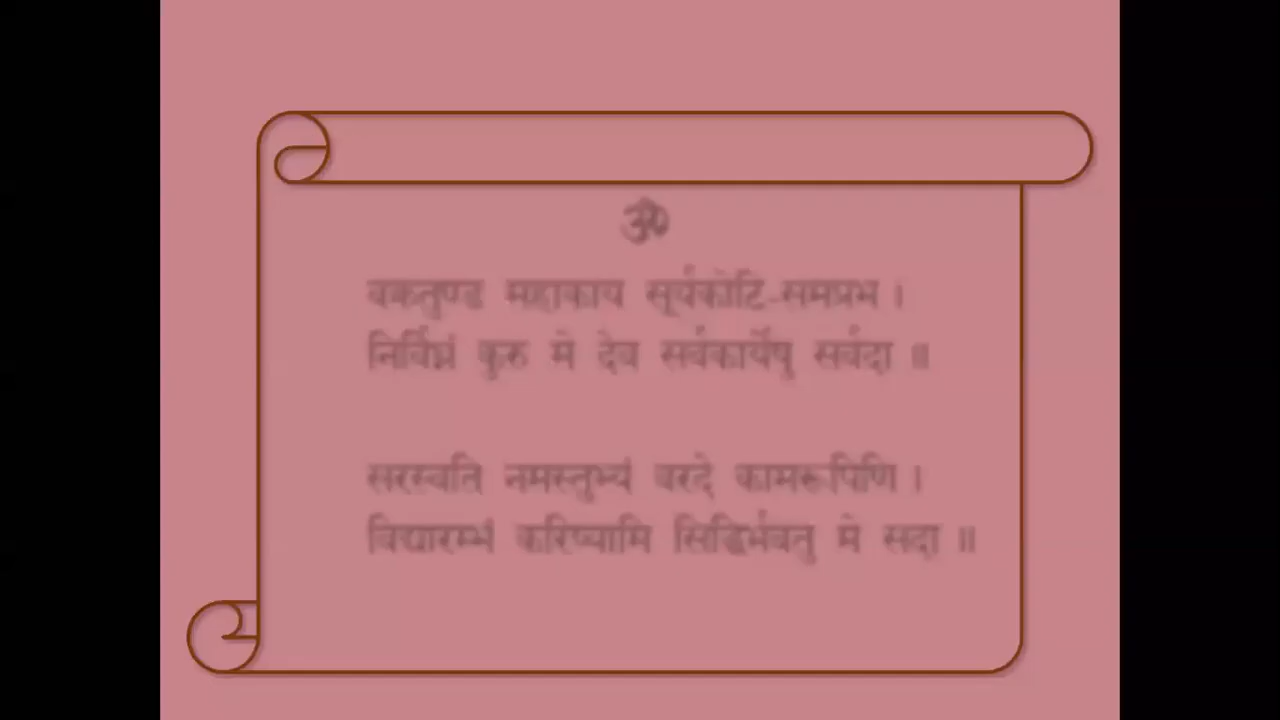 ॐ
वक्रतुण्ड महाकाय सूर्यकोटि-समप्रभ ।
निर्विघ्नं कुरु मे देव सर्वकार्येषु सर्वदा ॥
सरस्वति नमस्तुभ्यं वरदे कामरूपिणि ।
विद्यारम्भं करिष्यामि सिद्धिर्भवतु मे सदा ॥